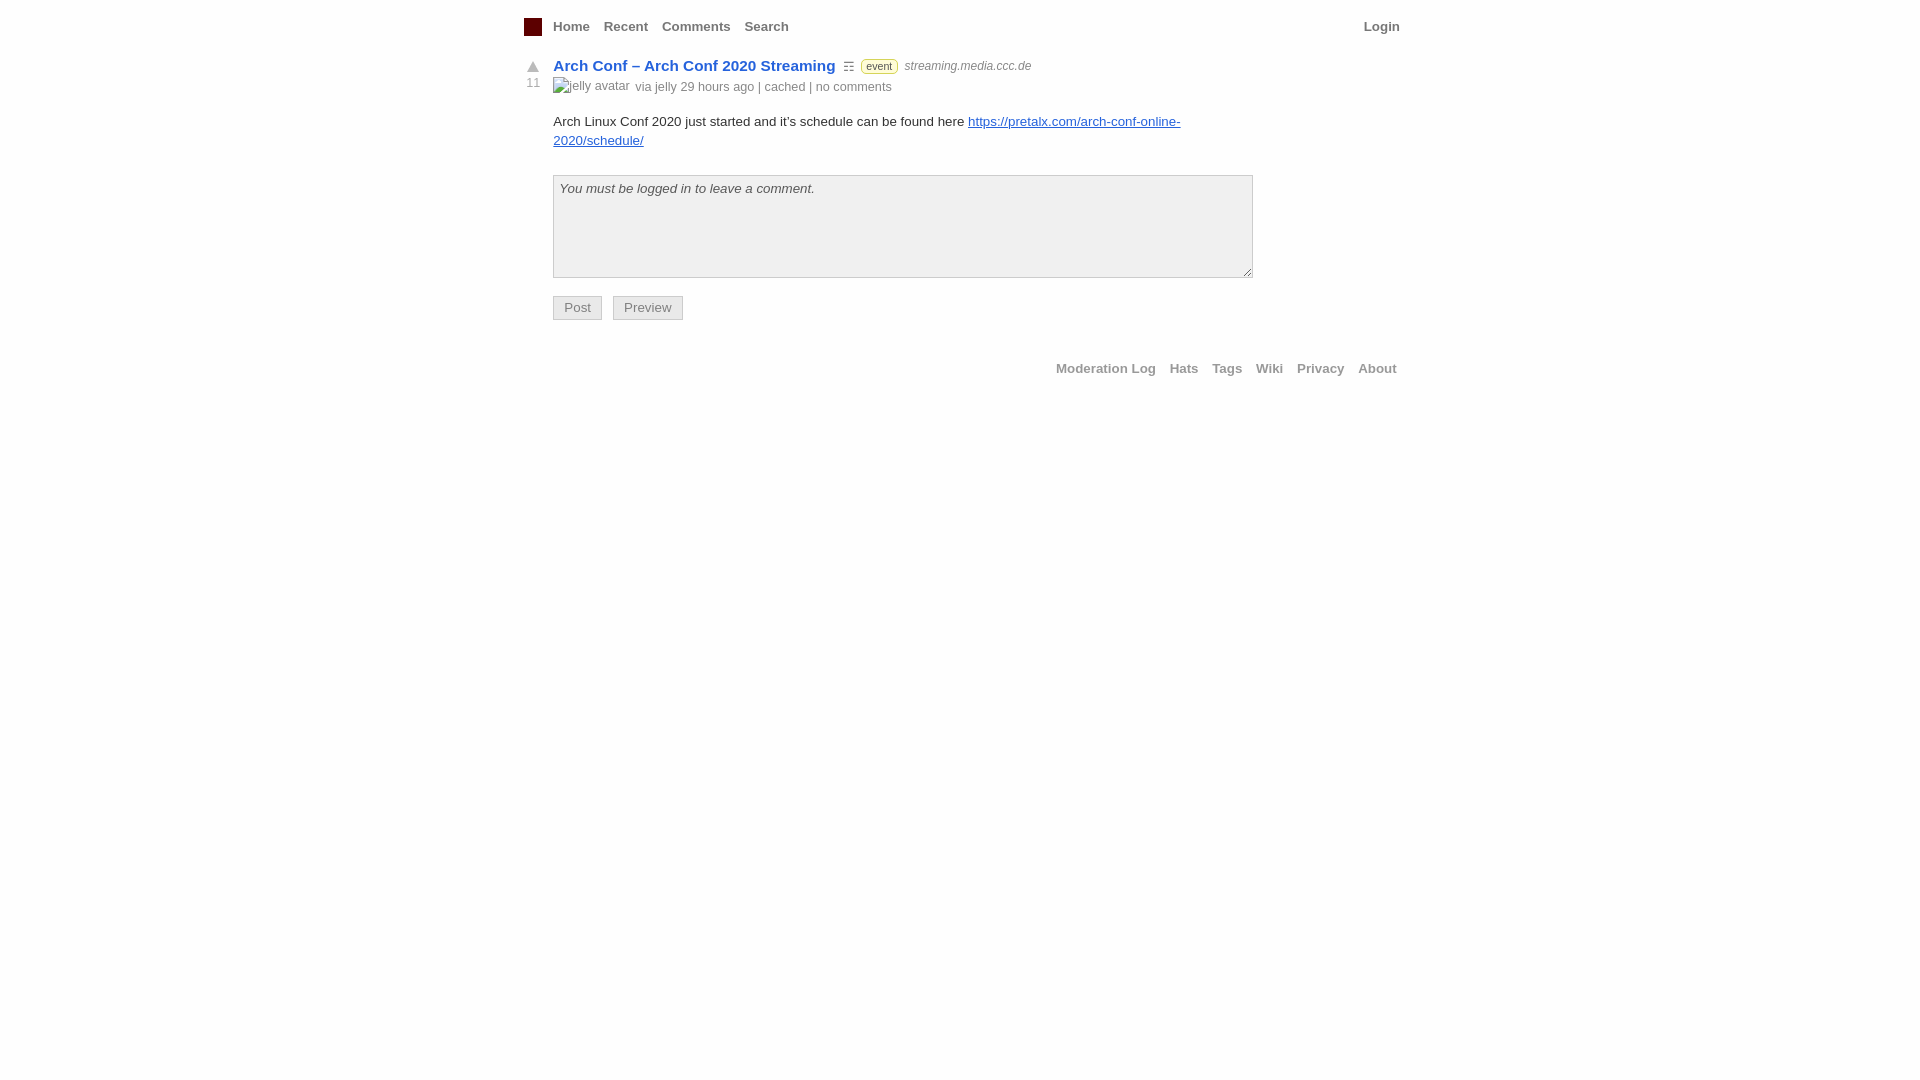 Home Recent Comments Search Login
Arch Conf – Arch Conf 2020 Streaming ☶ event streaming.media.ccc.de
11
jelly avatar via jelly 29 hours ago | cached | no comments
Arch Linux Conf 2020 just started and it’s schedule can be found here https://pretalx.com/arch-conf-online-
2020/schedule/
You must be logged in to leave a comment.
Post Preview
Moderation Log Hats Tags Wiki Privacy About